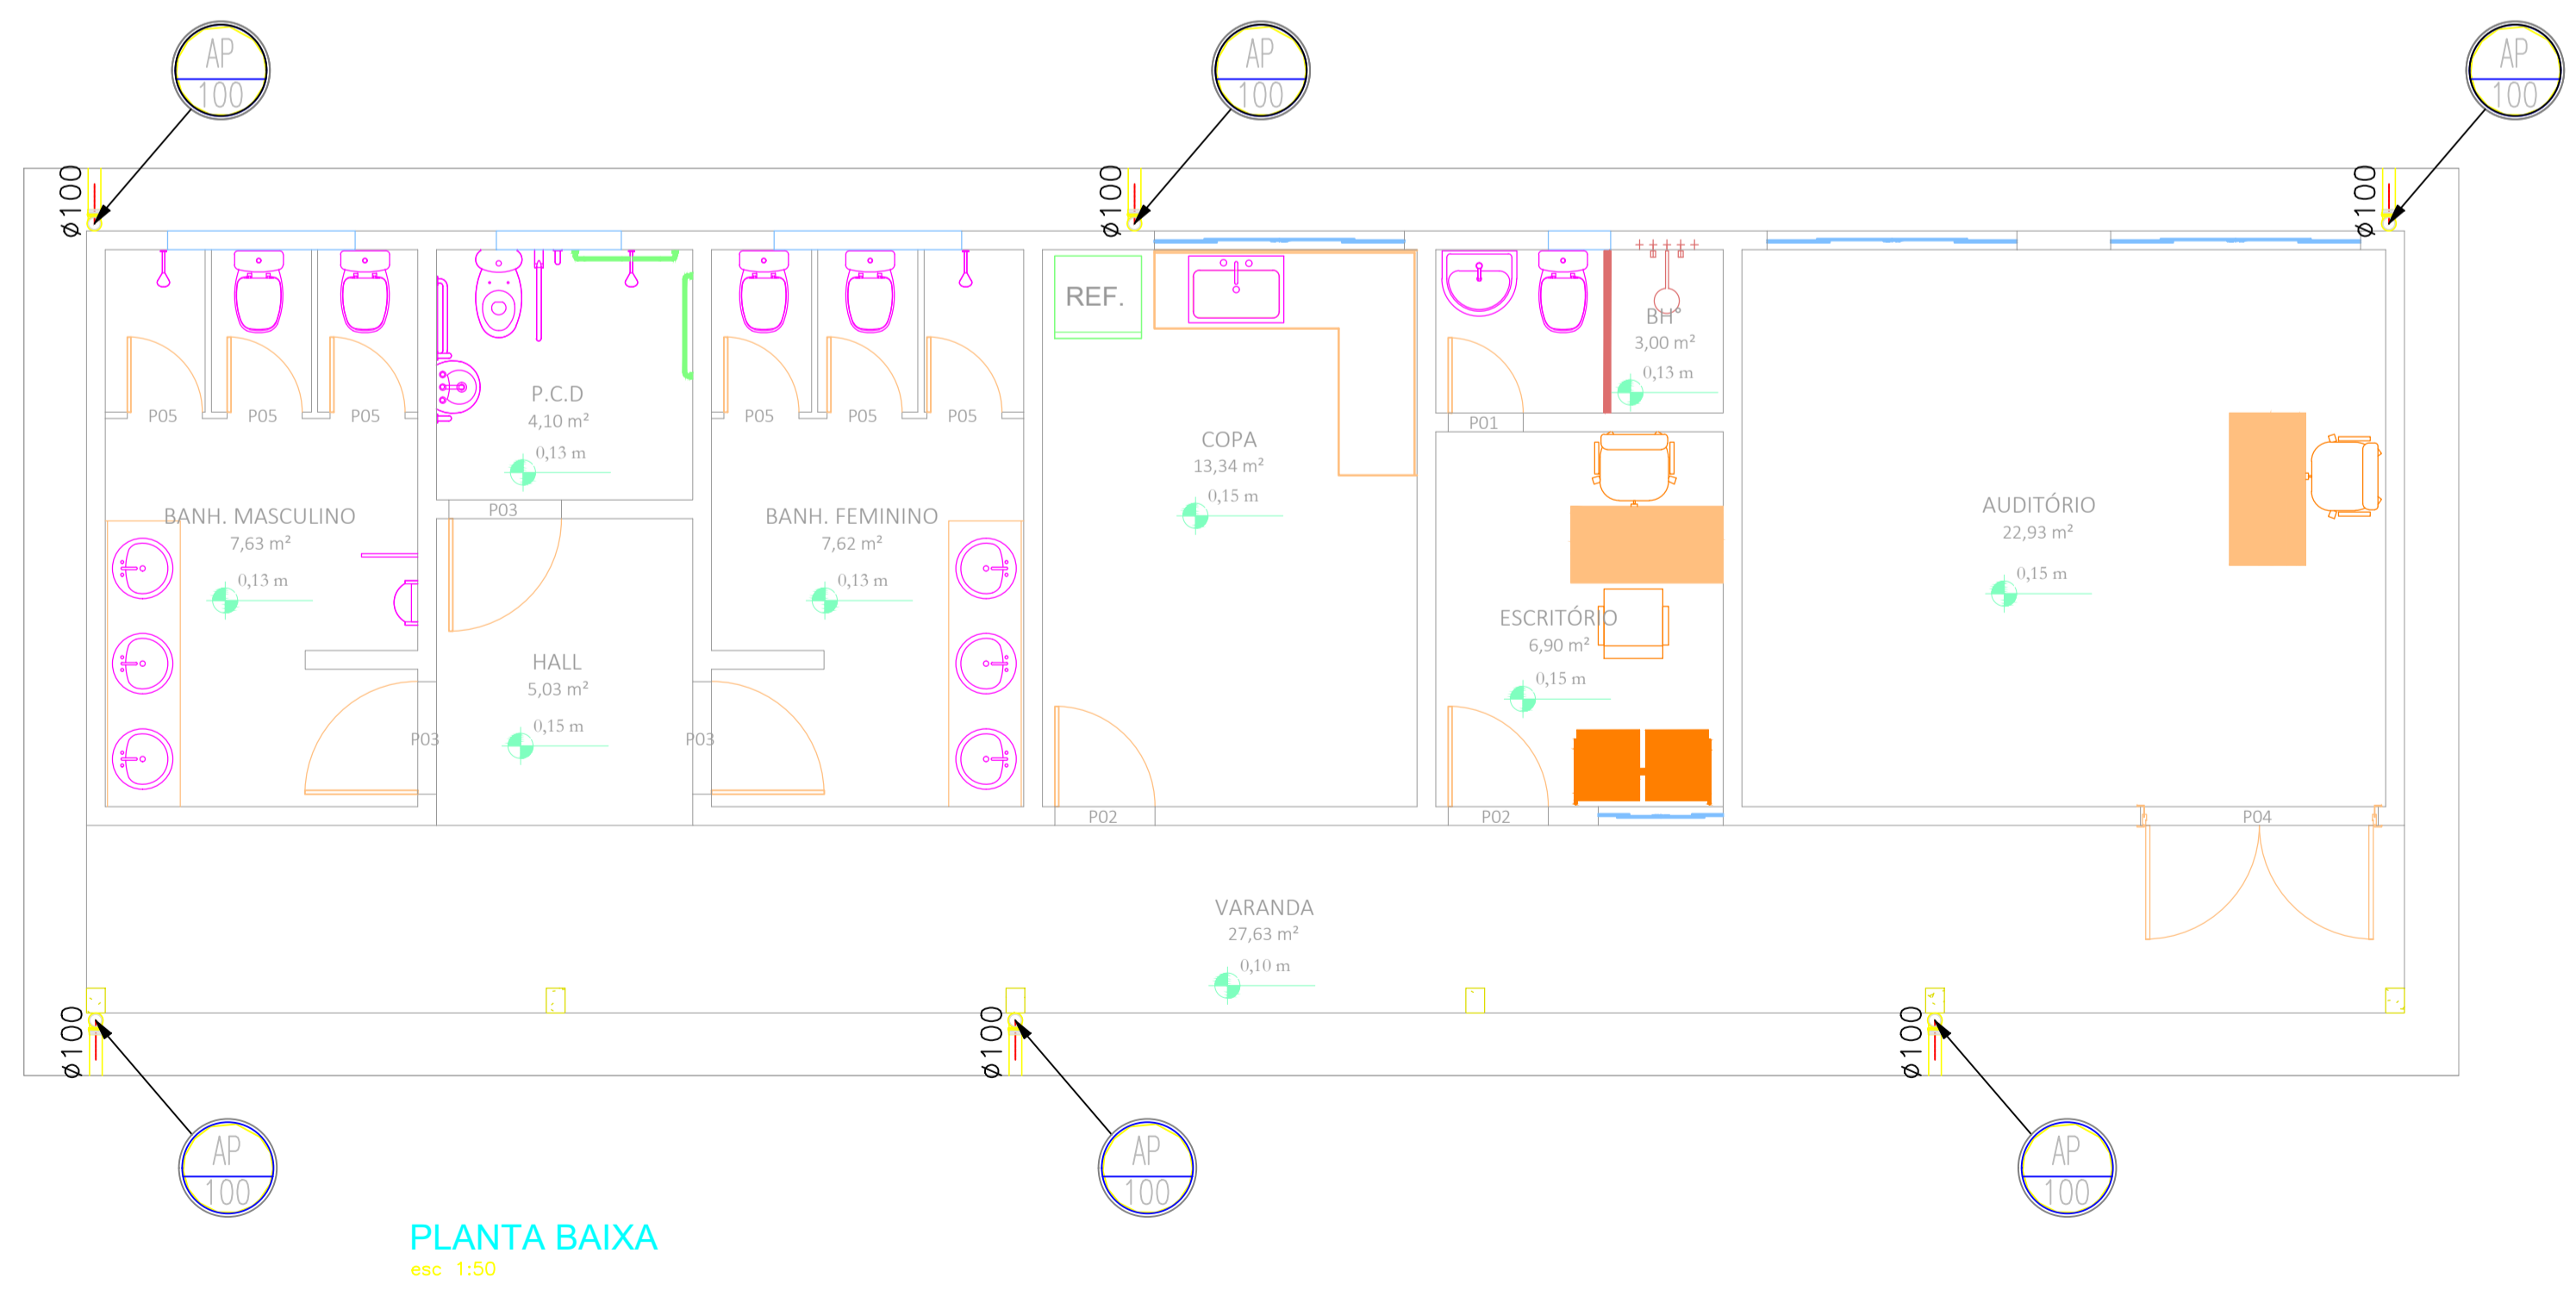 AP
100
AP
100
AP
100
ø100
ø100
ø100
REF.
BH°
3,00 m²
0,13 m
P.C.D
4,10 m²
0,13 m
P05
P05
P05
P05
P05
P05
P01
COPA
13,34 m²
0,15 m
P03
BANH. MASCULINO
7,63 m²
0,13 m
BANH. FEMININO
7,62 m²
0,13 m
AUDITÓRIO
22,93 m²
0,15 m
ESCRITÓRIO
6,90 m²
0,15 m
HALL
5,03 m²
0,15 m
P03
P03
P02
P02
P04
VARANDA
27,63 m²
0,10 m
ø100
ø100
ø100
AP
100
AP
100
AP
100
PLANTA BAIXA
esc 1:50